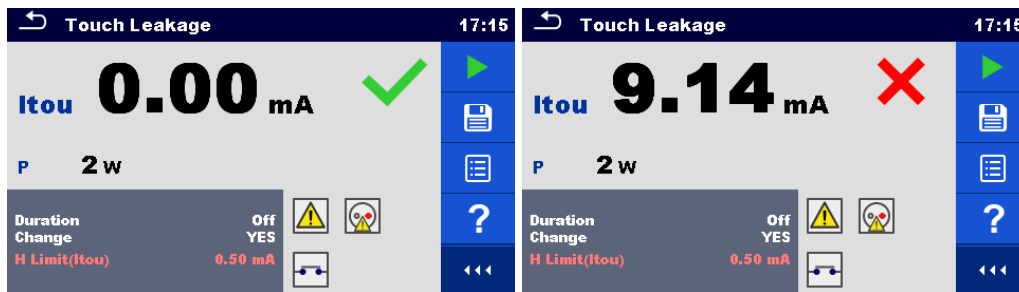 Touch Leakage 17:15
Itou 0.00 mA
P 2 W
Duration Off
Change YES
H Limit(Itou) 0.50 mA
?
Touch Leakage 17:15
Itou 9.14 mA
P 2 W
Duration Off
Change YES
H Limit(Itou) 0.50 mA
?